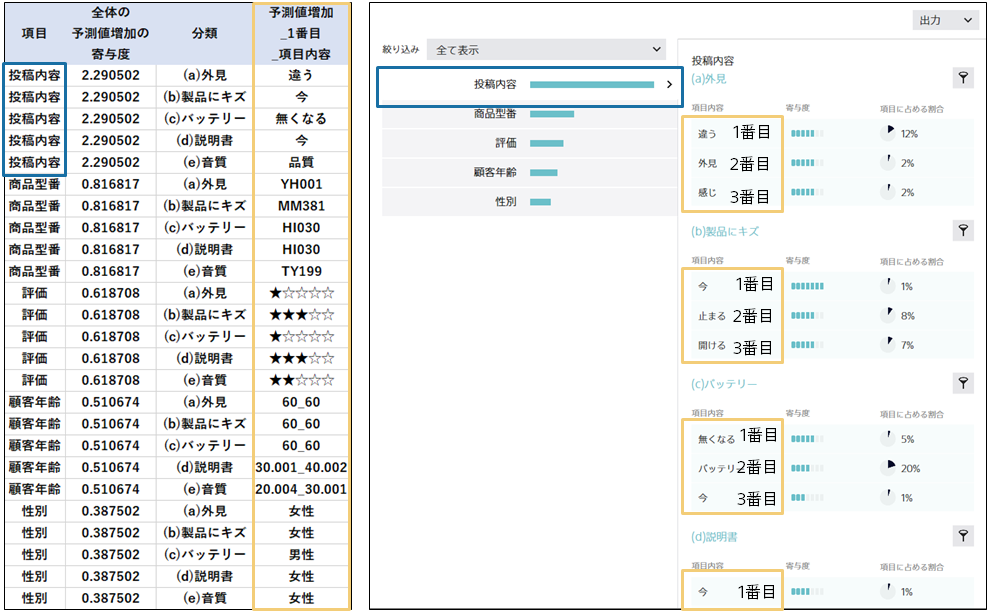 項目 全体の予測値増加の寄与度 分類 予測値増加_1番目_項目内容
投稿内容 2.290502 (a)外見 違う
投稿内容 2.290502 (b)製品にキズ 今
投稿内容 2.290502 (c)バッテリー 無くなる
投稿内容 2.290502 (d)説明書 今
投稿内容 2.290502 (e)音質 品質
商品型番 0.816817 (a)外見 YH001
商品型番 0.816817 (b)製品にキズ MM381
商品型番 0.816817 (c)バッテリー HI030
商品型番 0.816817 (d)説明書 HI030
商品型番 0.816817 (e)音質 TY199
評価 0.618708 (a)外見 ★☆☆☆☆
評価 0.618708 (b)製品にキズ ★★★☆☆
評価 0.618708 (c)バッテリー ★☆☆☆☆
評価 0.618708 (d)説明書 ★★★☆☆
評価 0.618708 (e)音質 ★★☆☆☆
顧客年齢 0.510674 (a)外見 60_60
顧客年齢 0.510674 (b)製品にキズ 60_60
顧客年齢 0.510674 (c)バッテリー 60_60
顧客年齢 0.510674 (d)説明書 30.001_40.002
顧客年齢 0.510674 (e)音質 20.004_30.001
性別 0.387502 (a)外見 女性
性別 0.387502 (b)製品にキズ 女性
性別 0.387502 (c)バッテリー 男性
性別 0.387502 (d)説明書 女性
性別 0.387502 (e)音質 女性
出力
絞り込み 全て表示
投稿内容
商品型番
評価
顧客年齢
性別
投稿内容
(a)外見
項目内容 寄与度 項目に占める割合
違う 1番目 12%
外見 2番目 2%
感じ 3番目 2%
(b)製品にキズ
項目内容 寄与度 項目に占める割合
今 1番目 1%
止まる 2番目 8%
開ける 3番目 7%
(c)バッテリー
項目内容 寄与度 項目に占める割合
無くなる 1番目 5%
バッテリー 2番目 20%
今 3番目 1%
(d)説明書
項目内容 寄与度 項目に占める割合
今 1番目 1%